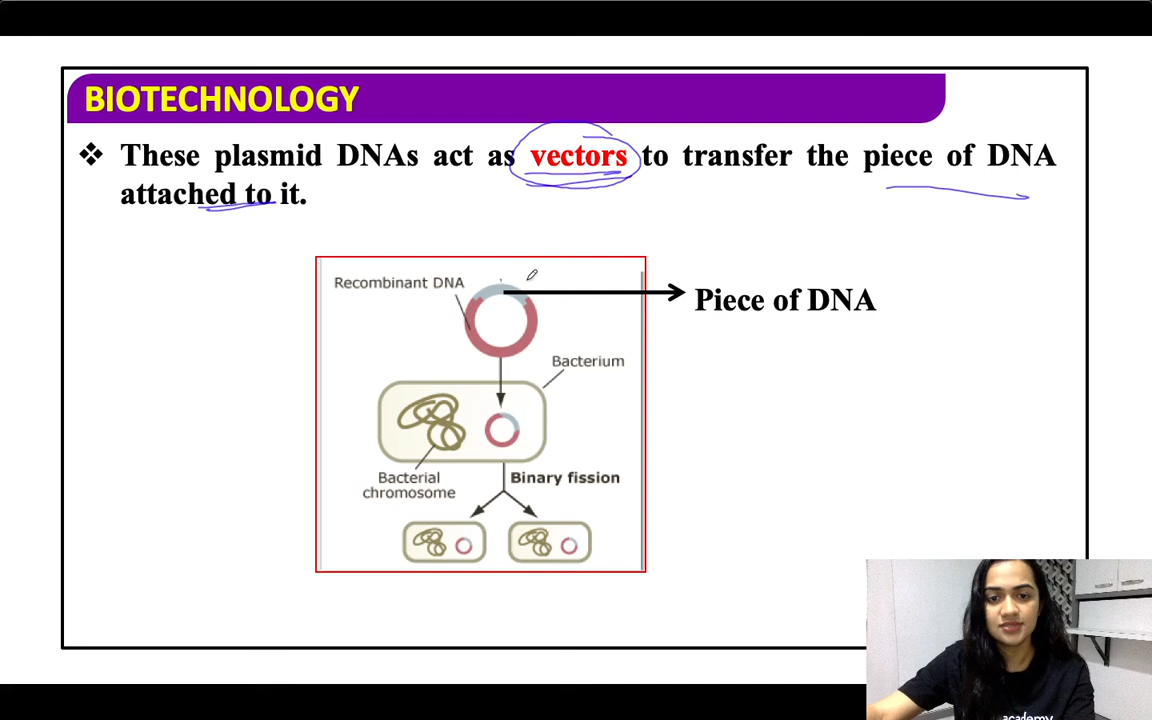 BIOTECHNOLOGY
❖ These plasmid DNAs act as vectors to transfer the piece of DNA
attached to it.
Recombinant DNA
Piece of DNA
Bacterium
Bacterial
chromosome
Binary fission
academy